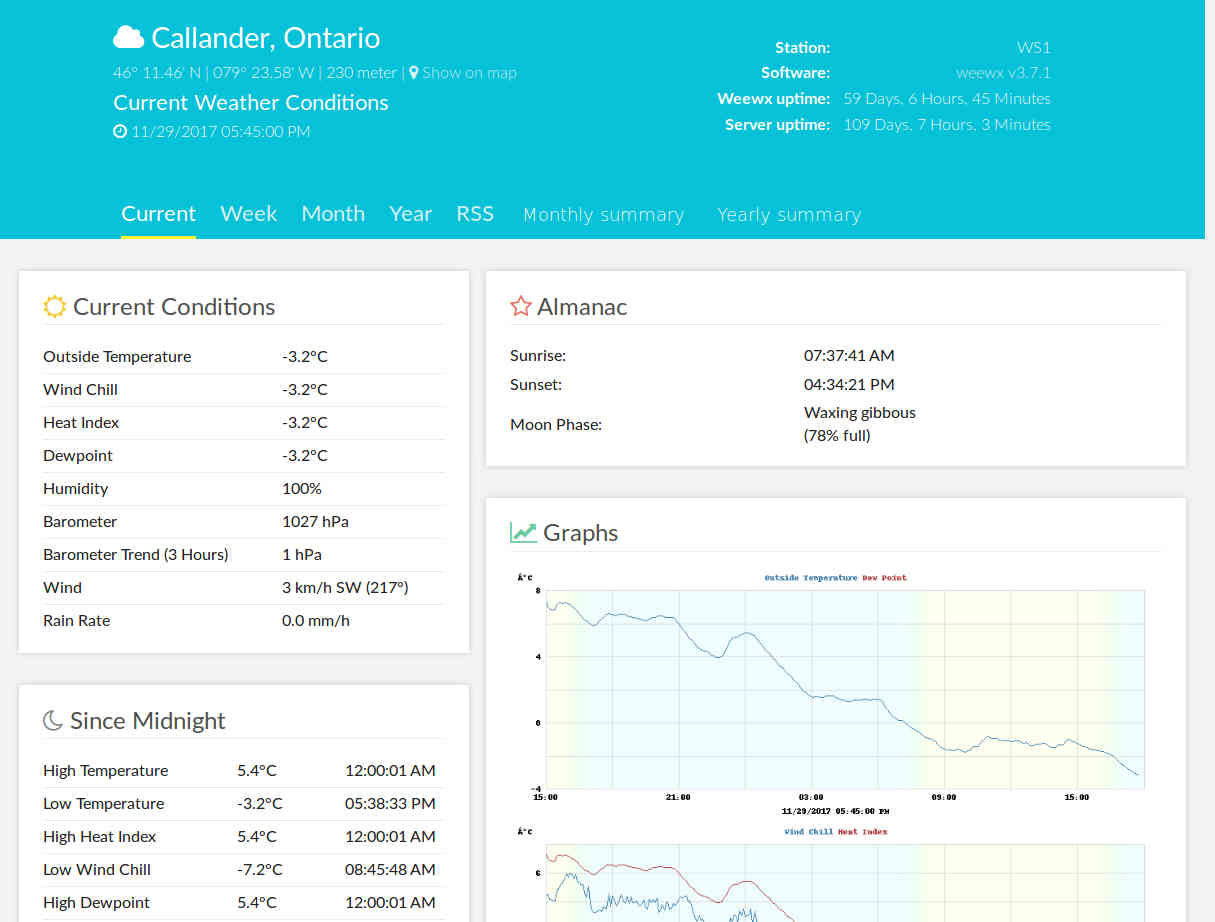 Callander, Ontario
46° 11.46' N | 079° 23.58' W | 230 meter | Show on map
Current Weather Conditions
11/29/2017 05:45:00 PM
Station: WS1
Software: weewx v3.7.1
Weewx uptime: 59 Days, 6 Hours, 45 Minutes
Server uptime: 109 Days, 7 Hours, 3 Minutes
Current Week Month Year RSS Monthly summary Yearly summary
Current Conditions
Outside Temperature -3.2°C
Wind Chill -3.2°C
Heat Index -3.2°C
Dewpoint -3.2°C
Humidity 100%
Barometer 1027 hPa
Barometer Trend (3 Hours) 1 hPa
Wind 3 km/h SW (217°)
Rain Rate 0.0 mm/h
Since Midnight
High Temperature 5.4°C 12:00:01 AM
Low Temperature -3.2°C 05:38:33 PM
High Heat Index 5.4°C 12:00:01 AM
Low Wind Chill -7.2°C 08:45:48 AM
High Dewpoint 5.4°C 12:00:01 AM
Almanac
Sunrise: 07:37:41 AM
Sunset: 04:34:21 PM
Moon Phase: Waxing gibbous
(78% full)
Graphs
Â°C Outside Temperature Dew Point
8
4
0
-4
15:00 21:00 03:00 09:00 15:00
11/29/2017 05:45:00 PM
Â°C Wind Chill Heat Index
6